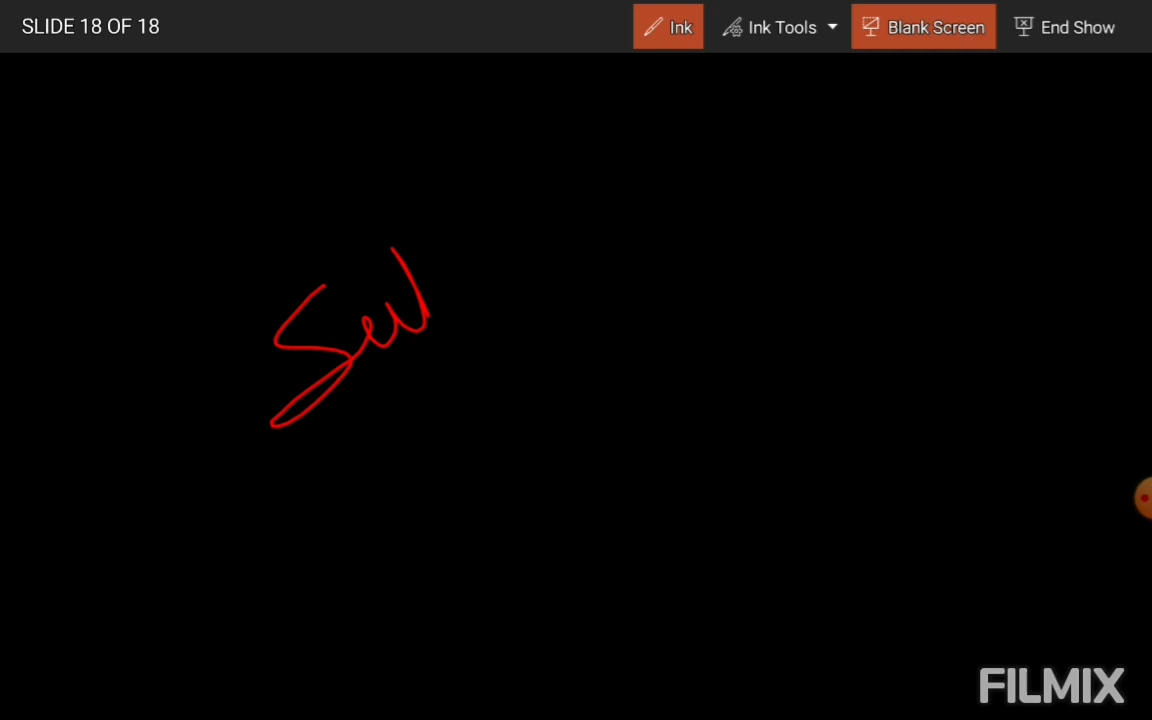 SLIDE 18 OF 18
Ink
Ink Tools
Blank Screen
End Show
FILMIX